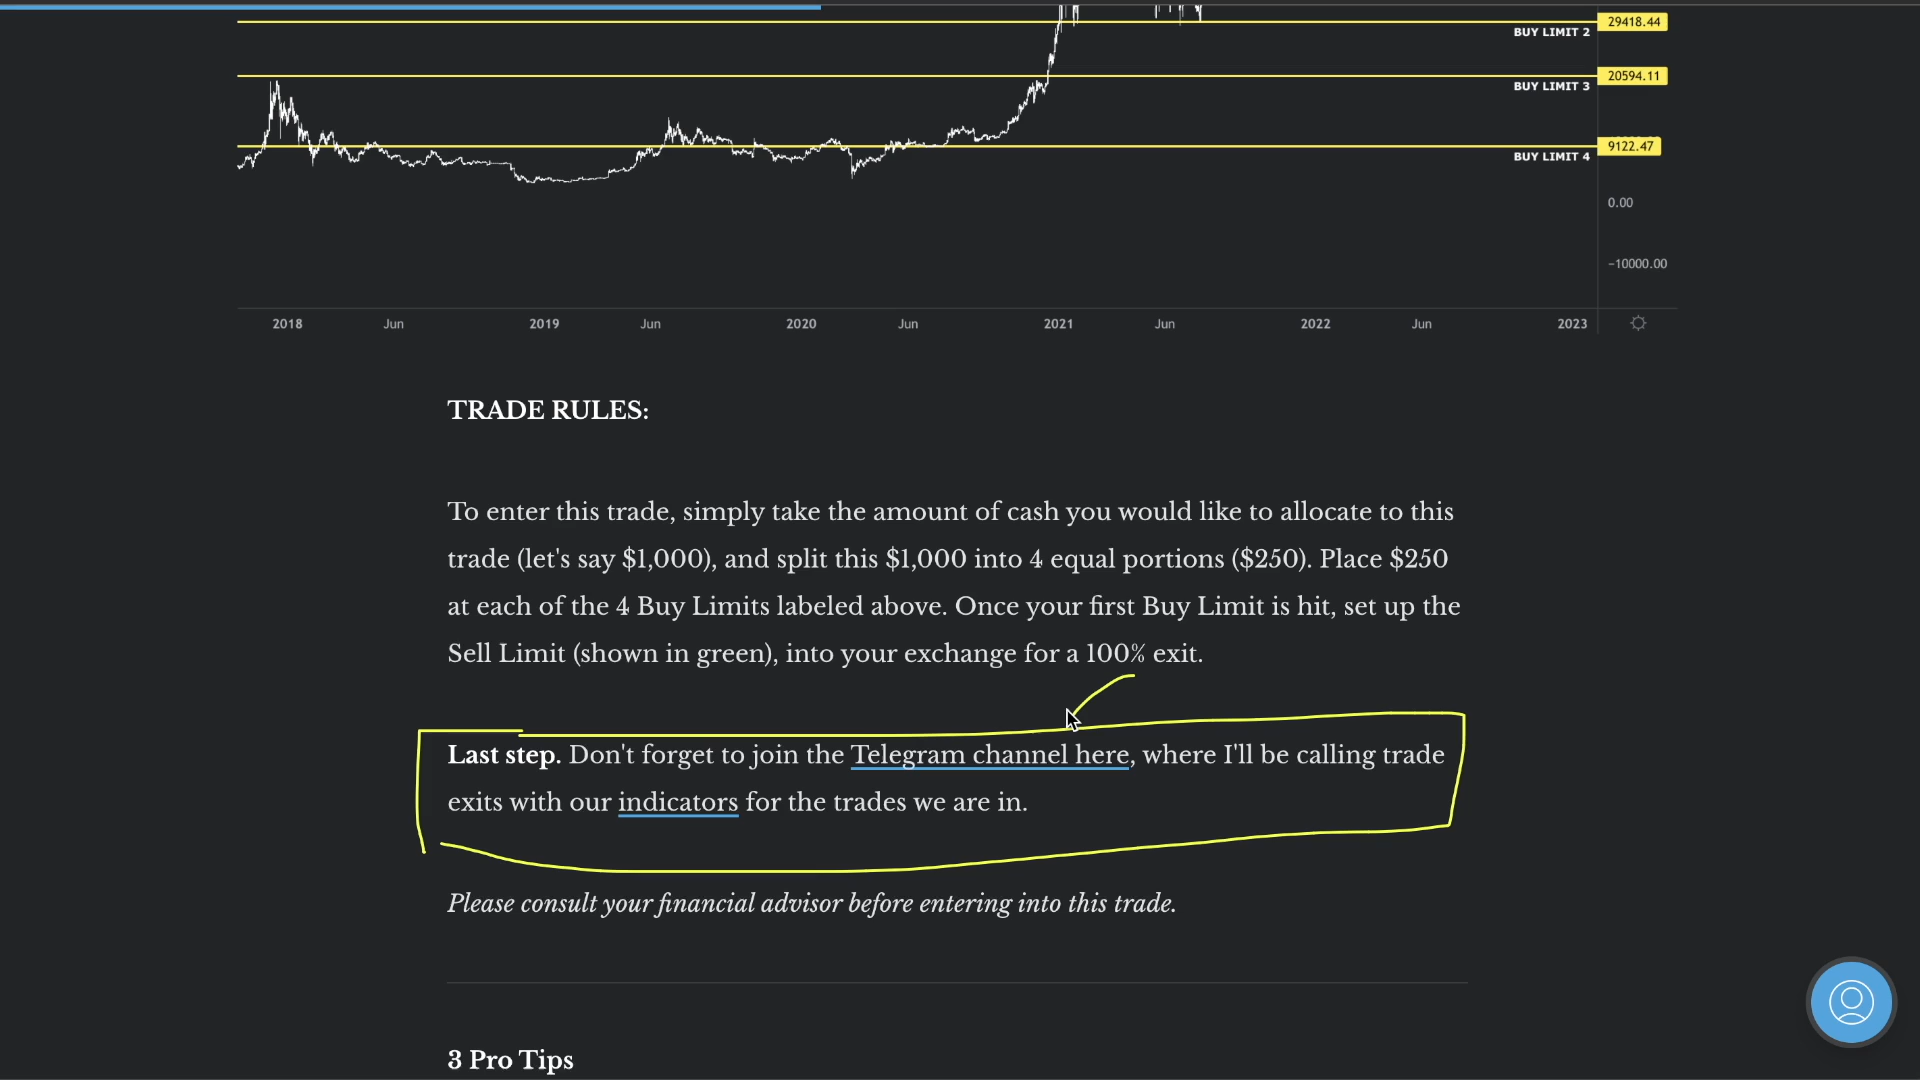 29418.44
BUY LIMIT 2
20594.11
BUY LIMIT 3
9122.47
BUY LIMIT 4
0.00
−10000.00
2018 Jun 2019 Jun 2020 Jun 2021 Jun 2022 Jun 2023
TRADE RULES:
To enter this trade, simply take the amount of cash you would like to allocate to this
trade (let's say $1,000), and split this $1,000 into 4 equal portions ($250). Place $250
at each of the 4 Buy Limits labeled above. Once your first Buy Limit is hit, set up the
Sell Limit (shown in green), into your exchange for a 100% exit.
Last step. Don't forget to join the Telegram channel here, where I'll be calling trade
exits with our indicators for the trades we are in.
Please consult your financial advisor before entering into this trade.
3 Pro Tips